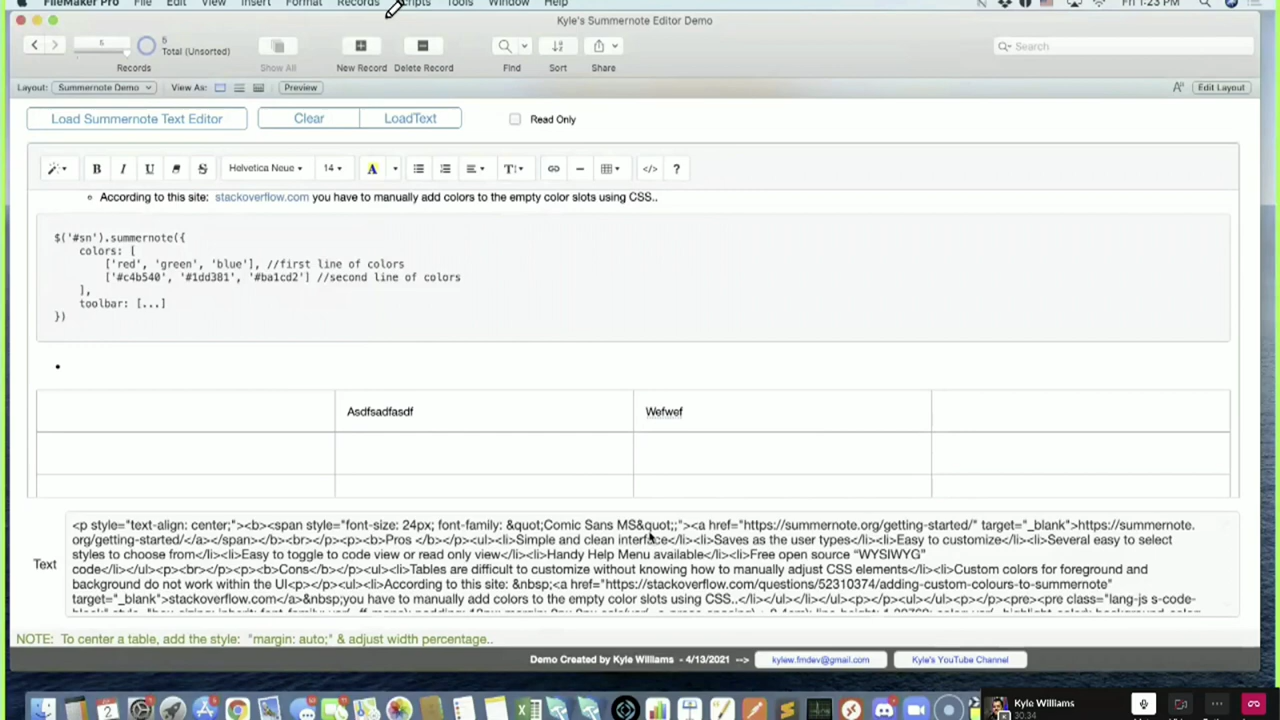 FileMaker Pro File Edit View Insert Format Records Scripts Tools Window Help Fri 1:23 PM
Kyle's Summernote Editor Demo
5 5
Total (Unsorted)
Search
Records Show All New Record Delete Record Find Sort Share
Layout: Summernote Demo View As: Preview Edit Layout
Load Summernote Text Editor Clear LoadText Read Only
B I U S Helvetica Neue 14 A </> ?
According to this site: stackoverflow.com you have to manually add colors to the empty color slots using CSS..
$('#sn').summernote({
colors: [
['red', 'green', 'blue'], //first line of colors
['#c4b540', '#1dd381', '#ba1cd2'] //second line of colors
],
toolbar: [...]
})
Asdfsadfasdf Wefwef
<p style="text-align: center;"><b><span style="font-size: 24px; font-family: &quot;Comic Sans MS&quot;;"><a href="https://summernote.org/getting-started/" target="_blank">https://summernote.
org/getting-started/</a></span></b><br></p><p><b>Pros </b></p><ul><li>Simple and clean interface</li><li>Saves as the user types</li><li>Easy to customize</li><li>Several easy to select
styles to choose from</li><li>Easy to toggle to code view or read only view</li><li>Handy Help Menu available</li><li>Free open source “WYSIWYG”
code</li></ul><p><br></p><p><b>Cons</b></p><ul><li>Tables are difficult to customize without knowing how to manually adjust CSS elements</li><li>Custom colors for foreground and
background do not work within the UI<p></p><ul><li>According to this site: &nbsp;<a href="https://stackoverflow.com/questions/52310374/adding-custom-colours-to-summernote"
target="_blank">stackoverflow.com</a>&nbsp;you have to manually add colors to the empty color slots using CSS..</li></ul></li></ul><p></p><pre><pre class="lang-js s-code-
Text
NOTE: To center a table, add the style: "margin: auto;" & adjust width percentage..
Demo Created by Kyle Williams - 4/13/2021 --> kylew.fmdev@gmail.com Kyle's YouTube Channel
Kyle Williams
30:34